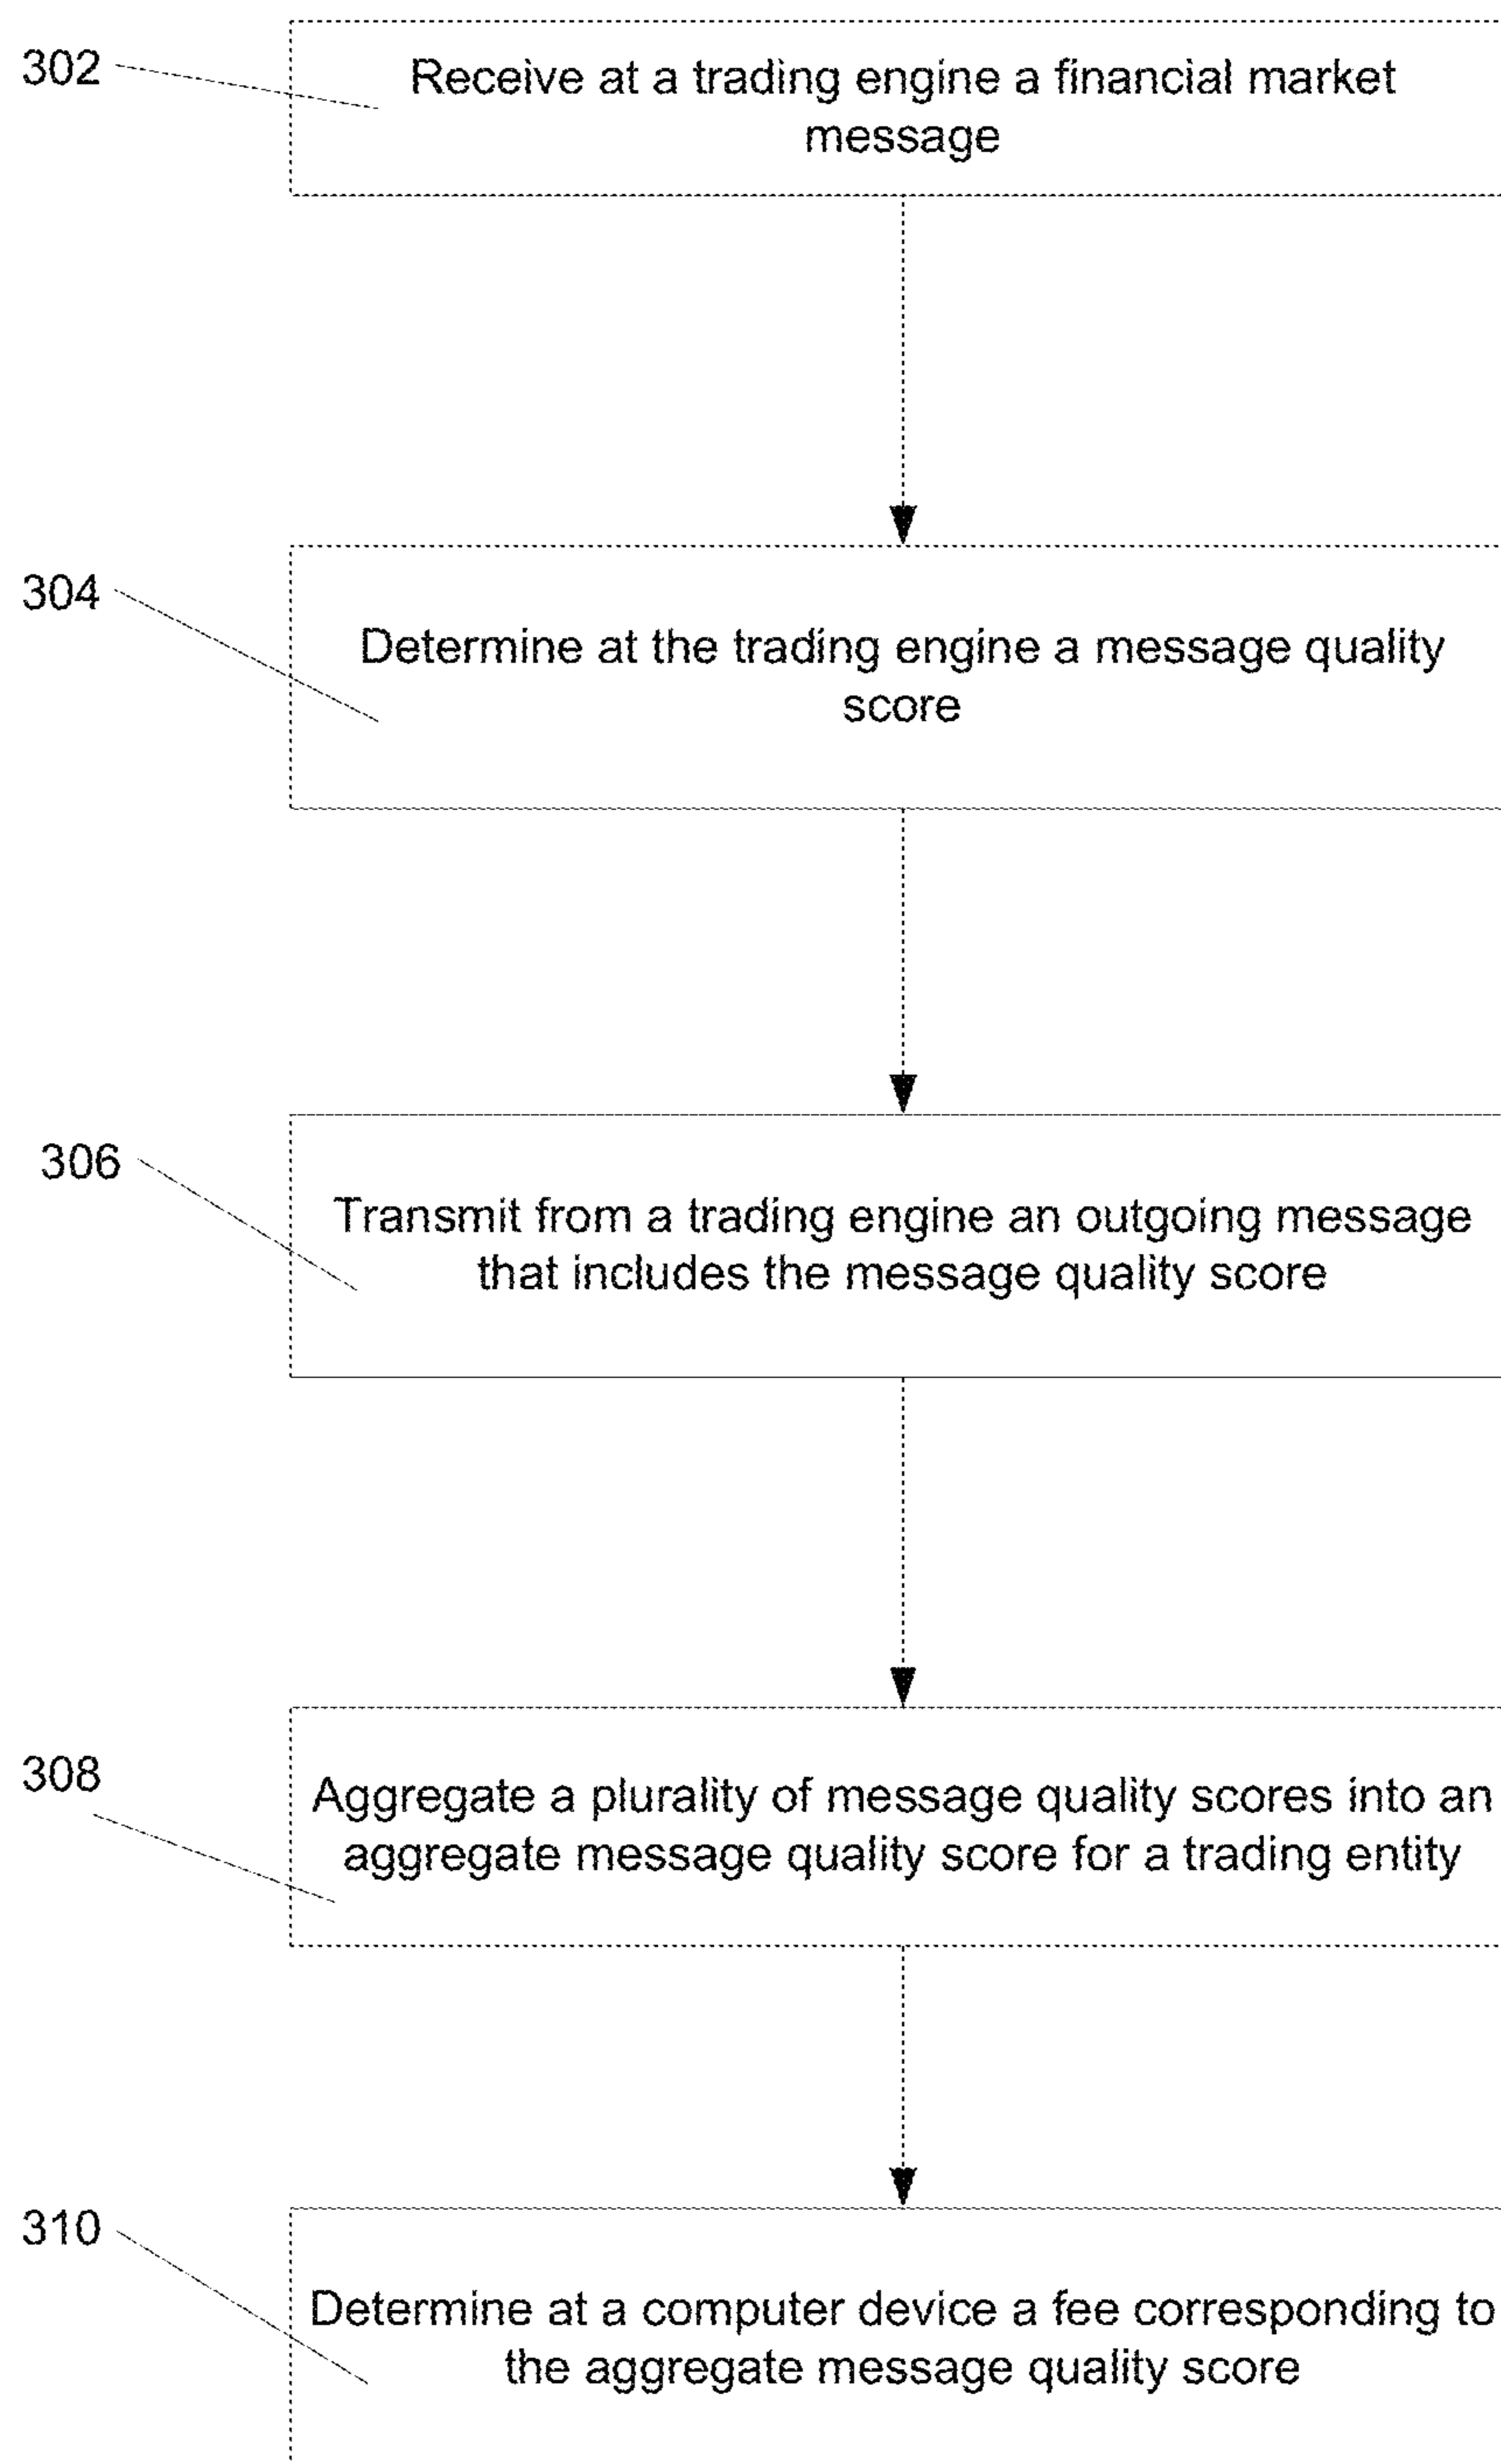 302
Receive at a trading engine a financial market
message
304
Determine at the trading engine a message quality
score
306
Transmit from a trading engine an outgoing message
that includes the message quality score
308
Aggregate a plurality of message quality scores into an
aggregate message quality score for a trading entity
310
Determine at a computer device a fee corresponding to
the aggregate message quality score